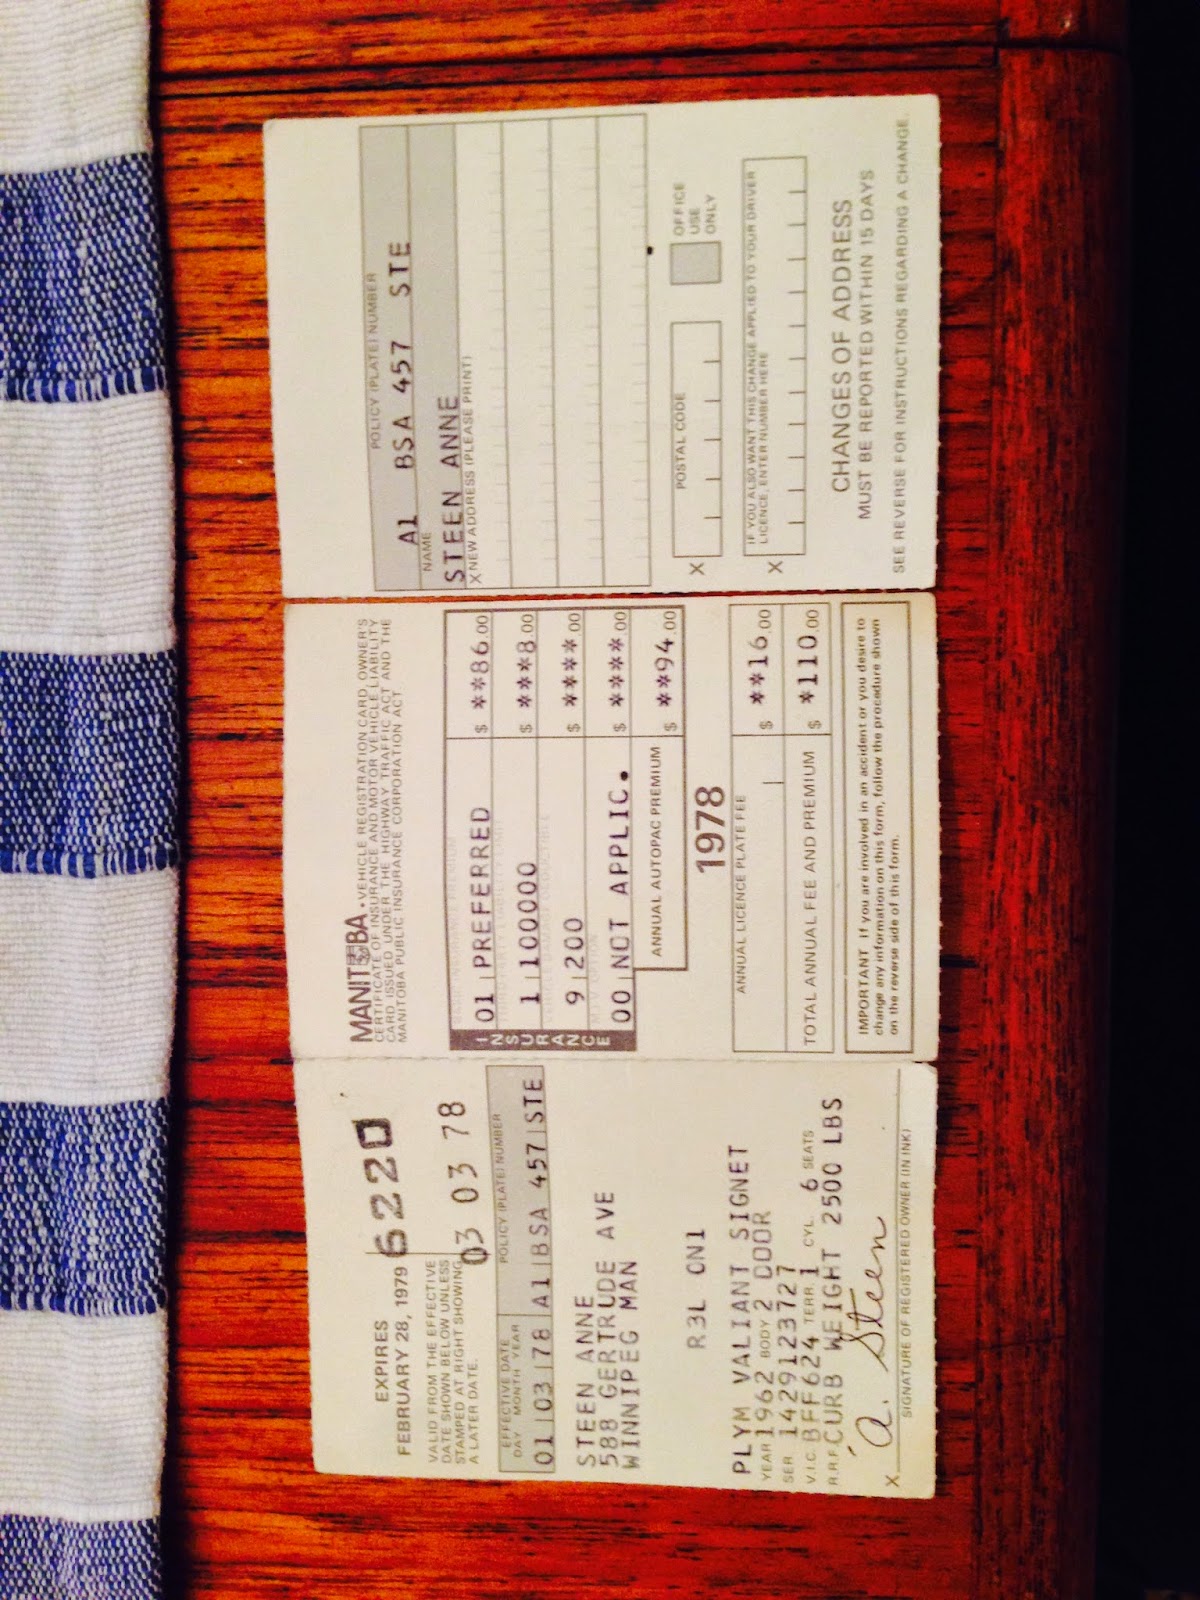 EXPIRES
FEBRUARY 28, 1979
6220
VALID FROM THE EFFECTIVE
DATE SHOWN BELOW UNLESS
STAMPED AT RIGHT SHOWING
A LATER DATE.
03 03 78
EFFECTIVE DATE
DAY MONTH YEAR
POLICY (PLATE) NUMBER
01 03 78 A1 BSA 457 STE
STEEN ANNE
588 GERTRUDE AVE
WINNIPEG MAN
R3L 0N1
PLYM VALIANT SIGNET
YEAR 1962 BODY 2 DOOR
SER. 1429123727
V.I.C. BFF624 TERR. 1 CYL. 6 SEATS
R.R.F. CURB WEIGHT 2500 LBS
X A. Steen
SIGNATURE OF REGISTERED OWNER (IN INK)
MANITOBA • VEHICLE REGISTRATION CARD, OWNER'S
CERTIFICATE OF INSURANCE AND MOTOR VEHICLE LIABILITY
CARD ISSUED UNDER THE HIGHWAY TRAFFIC ACT AND THE
MANITOBA PUBLIC INSURANCE CORPORATION ACT
INSURANCE
01 PREFERRED $ **86.00
1 100000 $ ***8.00
9 200 $ ****.00
00 NOT APPLIC. $ ****.00
ANNUAL AUTOPAC PREMIUM $ **94.00
1978
ANNUAL LICENCE PLATE FEE $ **16.00
TOTAL ANNUAL FEE AND PREMIUM $ *110.00
IMPORTANT If you are involved in an accident or you desire to
change any information on this form, follow the procedure shown
on the reverse side of this form.
POLICY (PLATE) NUMBER
A1 BSA 457 STE
NAME
STEEN ANNE
X NEW ADDRESS (PLEASE PRINT)
X POSTAL CODE
OFFICE
USE
ONLY
X IF YOU ALSO WANT THIS CHANGE APPLIED TO YOUR DRIVER
LICENCE, ENTER NUMBER HERE
CHANGES OF ADDRESS
MUST BE REPORTED WITHIN 15 DAYS
SEE REVERSE FOR INSTRUCTIONS REGARDING A CHANGE.